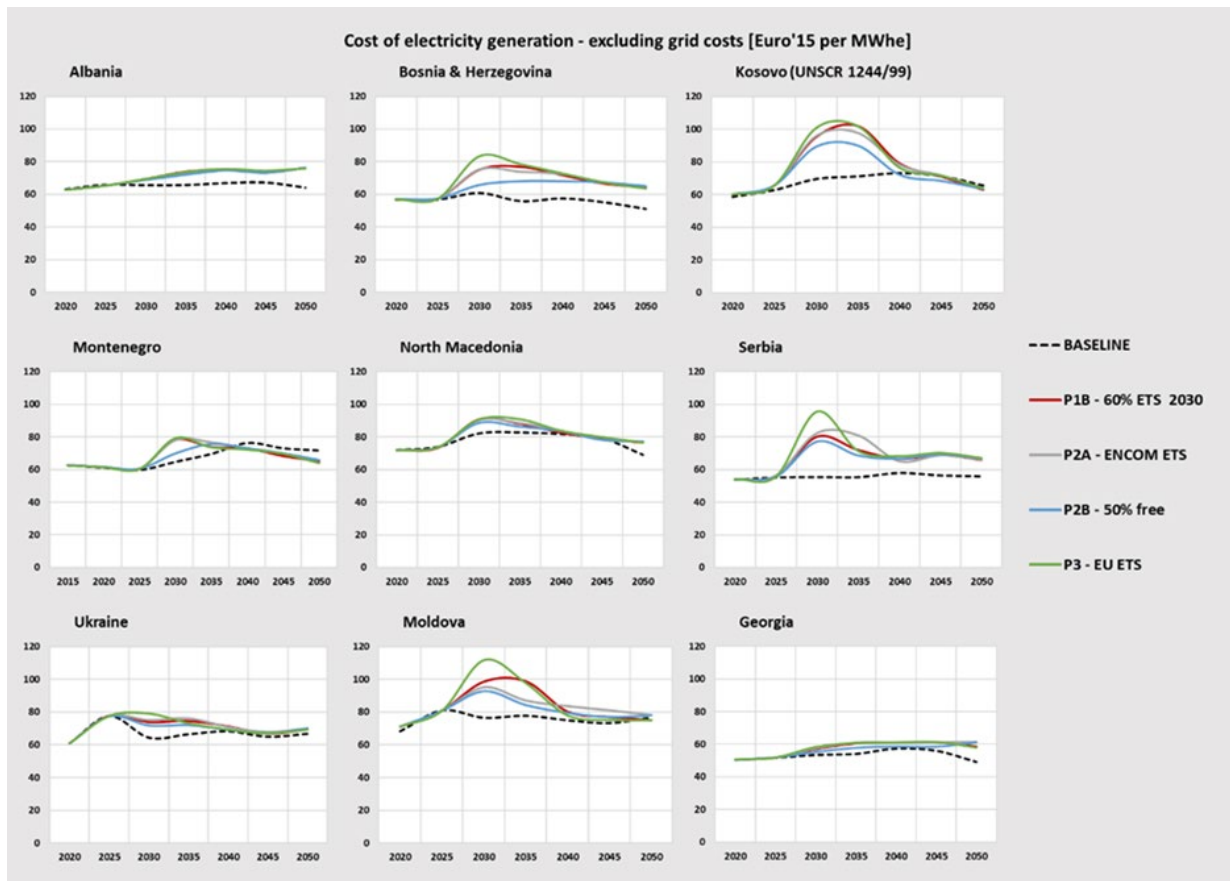 Cost of electricity generation - excluding grid costs [Euro'15 per MWhe]
Albania
120
100
80
60
40
20
0
2020 2025 2030 2035 2040 2045 2050
Bosnia & Herzegovina
120
100
80
60
40
20
0
2020 2025 2030 2035 2040 2045 2050
Kosovo (UNSCR 1244/99)
120
100
80
60
40
20
0
2020 2025 2030 2035 2040 2045 2050
Montenegro
120
100
80
60
40
20
0
2015 2020 2025 2030 2035 2040 2045 2050
North Macedonia
120
100
80
60
40
20
0
2020 2025 2030 2035 2040 2045 2050
Serbia
120
100
80
60
40
20
0
2020 2025 2030 2035 2040 2045 2050
BASELINE
P1B - 60% ETS 2030
P2A - ENCOM ETS
P2B - 50% free
P3 - EU ETS
Ukraine
120
100
80
60
40
20
0
2020 2025 2030 2035 2040 2045 2050
Moldova
120
100
80
60
40
20
0
2020 2025 2030 2035 2040 2045 2050
Georgia
120
100
80
60
40
20
0
2020 2025 2030 2035 2040 2045 2050